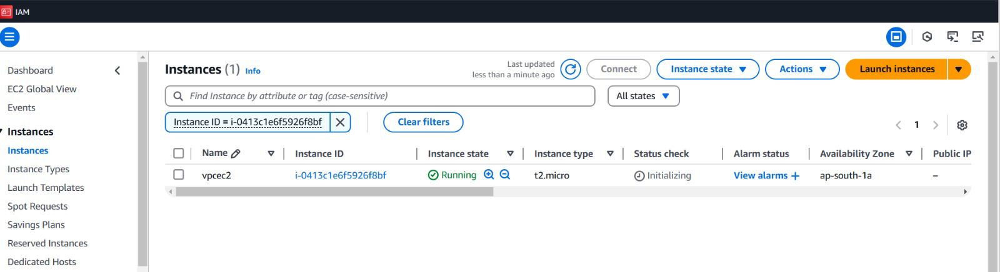 IAM
Dashboard
EC2 Global View
Events
Instances
Instances
Instance Types
Launch Templates
Spot Requests
Savings Plans
Reserved Instances
Dedicated Hosts
Instances (1) Info
Last updated
less than a minute ago
Connect
Instance state
Actions
Launch instances
Find Instance by attribute or tag (case-sensitive)
All states
Instance ID = i-0413c1e6f5926f8bf
Clear filters
1
Name Instance ID Instance state Instance type Status check Alarm status Availability Zone Public IP
vpcec2 i-0413c1e6f5926f8bf Running t2.micro Initializing View alarms + ap-south-1a –